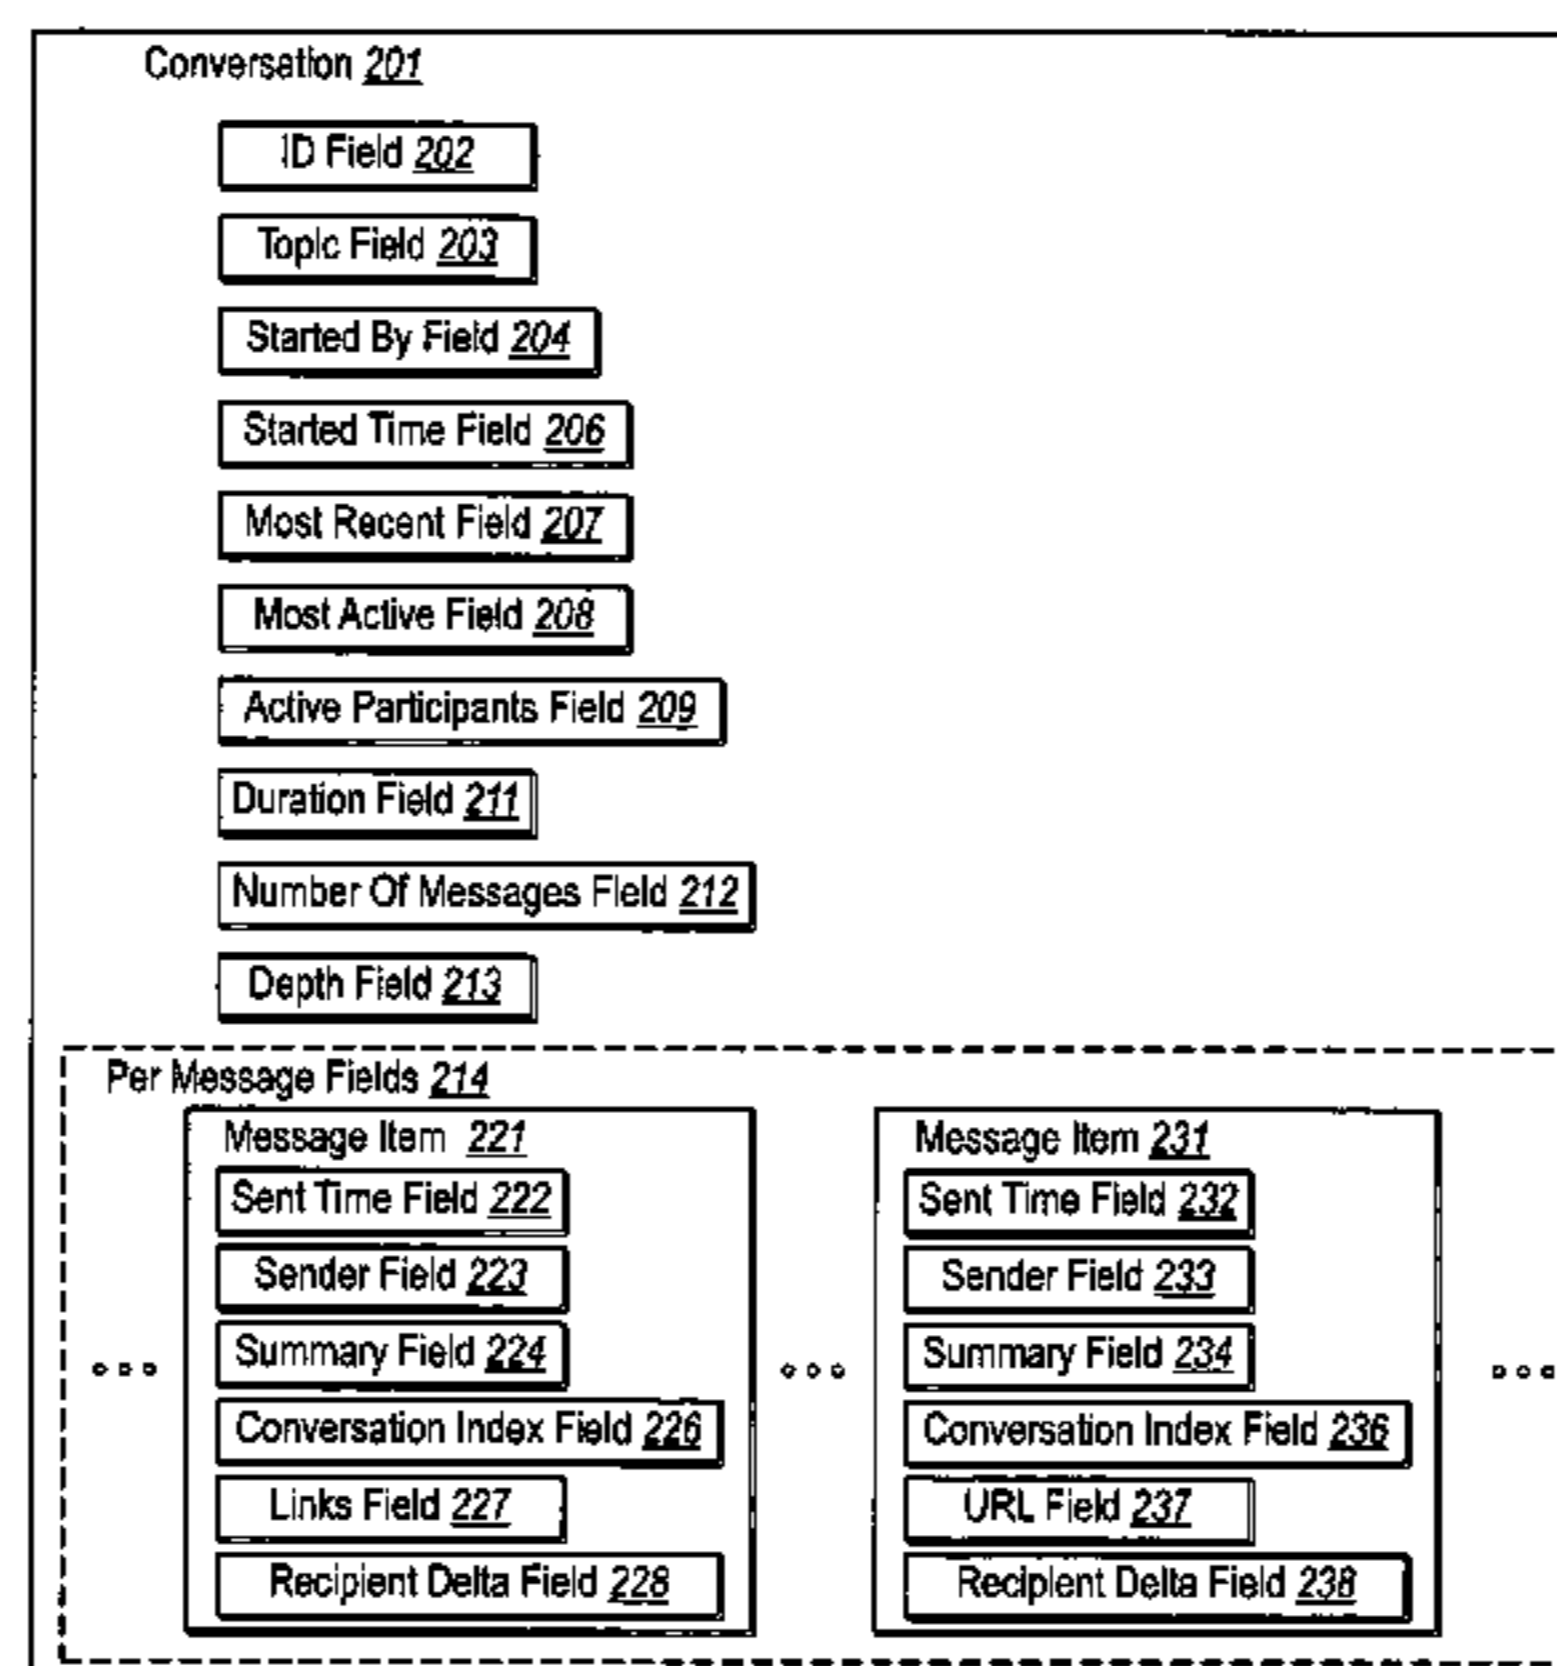 Conversation 201
ID Field 202
Topic Field 203
Started By Field 204
Started Time Field 206
Most Recent Field 207
Most Active Field 208
Active Participants Field 209
Duration Field 211
Number Of Messages Field 212
Depth Field 213
Per Message Fields 214
Message Item 221
Sent Time Field 222
Sender Field 223
Summary Field 224
Conversation Index Field 226
Links Field 227
Recipient Delta Field 228
Message Item 231
Sent Time Field 232
Sender Field 233
Summary Field 234
Conversation Index Field 236
URL Field 237
Recipient Delta Field 238